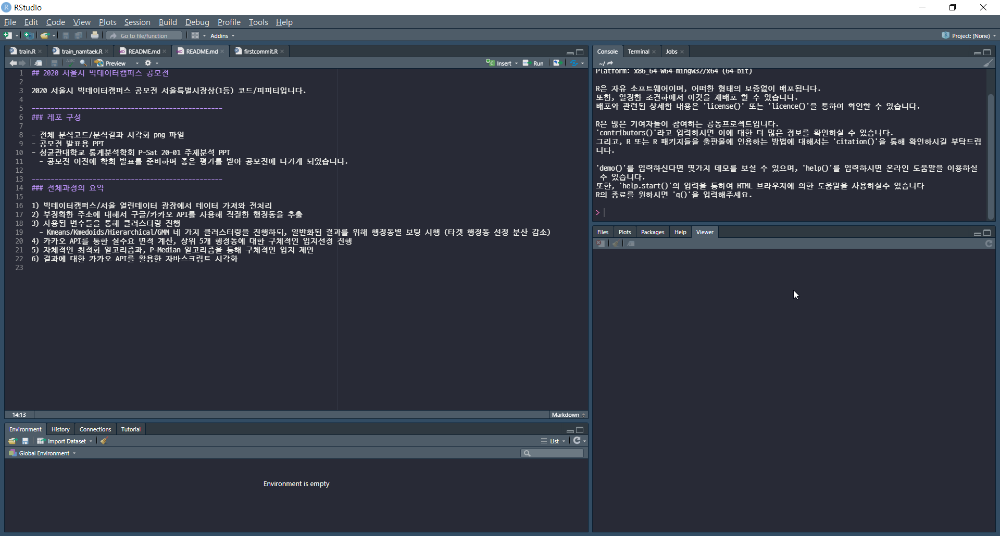 RStudio
File Edit Code View Plots Session Build Debug Profile Tools Help
Go to file/function Addins Project: (None)
train.R train_namtaek.R README.md README.md firstcommit.R
ABC Preview Insert Run
1 ## 2020 서울시 빅데이터캠퍼스 공모전
2
3 2020 서울시 빅데이터캠퍼스 공모전 서울특별시장상(1등) 코드/피피티입니다.
4
5 --------------------------------------------------
6 ### 레포 구성
7
8 - 전체 분석코드/분석결과 시각화 png 파일
9 - 공모전 발표용 PPT
10 - 성균관대학교 통계분석학회 P-Sat 20-01 주제분석 PPT
11 - 공모전 이전에 학회 발표를 준비하며 좋은 평가를 받아 공모전에 나가게 되었습니다.
12
13 --------------------------------------------------
14 ### 전체과정의 요약
15
16 1) 빅데이터캠퍼스/서울 열린데이터 광장에서 데이터 가져와 전처리
17 2) 부정확한 주소에 대해서 구글/카카오 API를 사용해 적절한 행정동을 추출
18 3) 사용된 변수들을 통해 클러스터링 진행
19 - Kmeans/Kmedoids/Hierarchical/GMM 네 가지 클러스터링을 진행하되, 일반화된 결과를 위해 행정동별 보팅 시행 (타겟 행정동 선정 분산 감소)
20 4) 카카오 API를 통한 실수요 면적 계산, 상위 5개 행정동에 대한 구체적인 입지선정 진행
21 5) 자체적인 최적화 알고리즘과, P-Median 알고리즘을 통해 구체적인 입지 제안
22 6) 결과에 대한 카카오 API를 활용한 자바스크립트 시각화
23
14:13 Markdown
Environment History Connections Tutorial
Import Dataset List
Global Environment
Environment is empty
Console Terminal Jobs
~/
Platform: x86_64-w64-mingw32/x64 (64-bit)
R은 자유 소프트웨어이며, 어떠한 형태의 보증없이 배포됩니다.
또한, 일정한 조건하에서 이것을 재배포 할 수 있습니다.
배포와 관련된 상세한 내용은 'license()' 또는 'licence()'을 통하여 확인할 수 있습니다.
R은 많은 기여자들이 참여하는 공동프로젝트입니다.
'contributors()'라고 입력하시면 이에 대한 더 많은 정보를 확인하실 수 있습니다.
그리고, R 또는 R 패키지들을 출판물에 인용하는 방법에 대해서는 'citation()'을 통해 확인하시길 부탁드립
니다.
'demo()'를 입력하신다면 몇가지 데모를 보실 수 있으며, 'help()'를 입력하시면 온라인 도움말을 이용하실
수 있습니다.
또한, 'help.start()'의 입력을 통하여 HTML 브라우저에 의한 도움말을 사용하실수 있습니다
R의 종료를 원하시면 'q()'을 입력해주세요.
>
Files Plots Packages Help Viewer